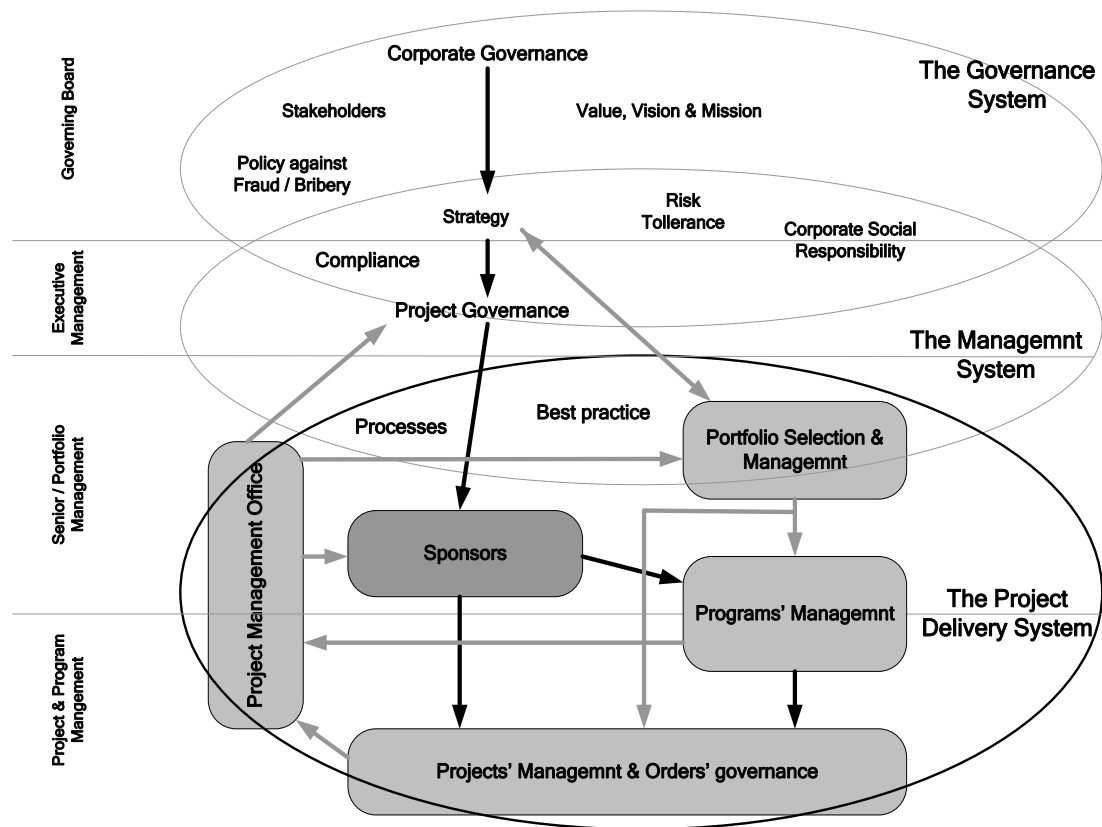 Corporate Governance
The Governance
System
Governing Board
Stakeholders
Value, Vision & Mission
Policy against
Fraud / Bribery
Risk
Tollerance
Strategy
Corporate Social
Responsibility
Executive
Management
Compliance
Project Governance
The Managemnt
System
Senior / Portfolio
Management
Best practice
Processes
Portfolio Selection &
Managemnt
Project Management Office
Sponsors
Programs' Managemnt
The Project
Delivery System
Project & Program
Mangement
Projects' Managemnt & Orders' governance